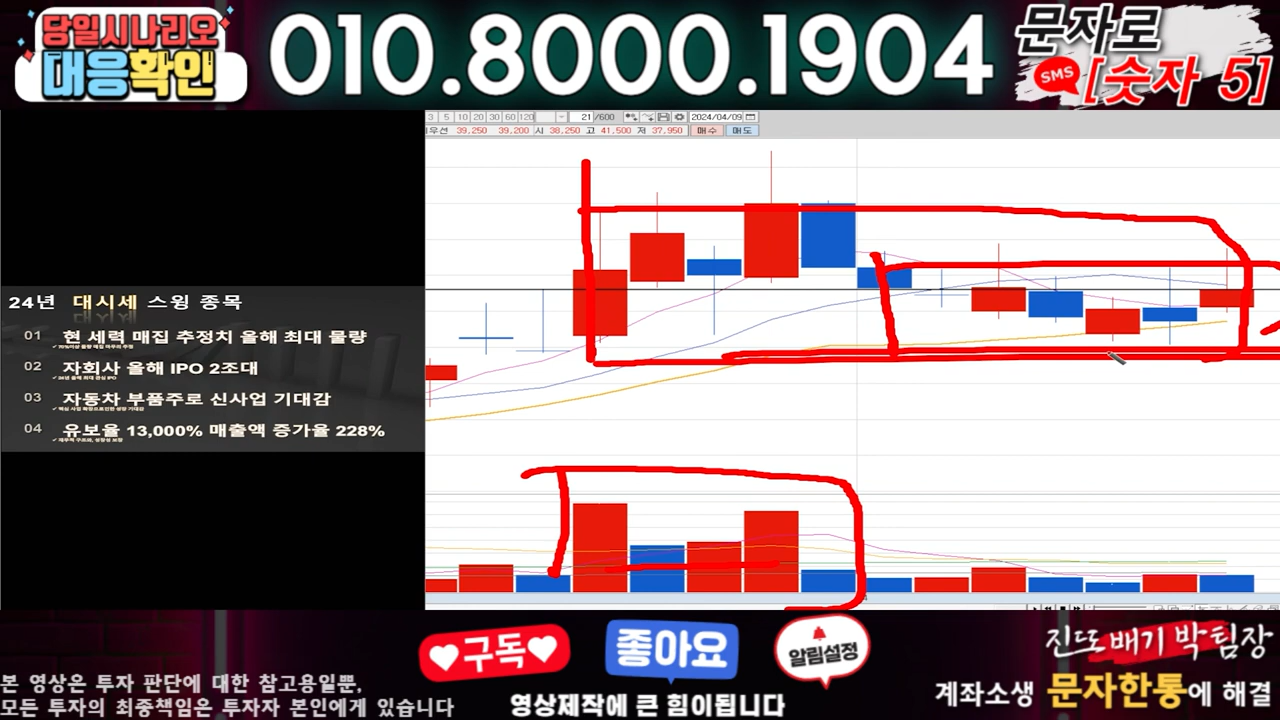 당일시나리오
대응확인
010.8000.1904
문자로
SMS
[숫자 5]
3 5 10 20 30 60 120 21 /600 2024/04/09
우선 39,250 39,200 시 38,250 고 41,500 저 37,950 매수 매도
24년 대시세 스윙 종목
01 현 세력 매집 추정치 올해 최대 물량
02 자회사 올해 IPO 2조대
03 자동차 부품주로 신사업 기대감
04 유보율 13,000% 매출액 증가율 228%
구독
좋아요
알림설정
영상제작에 큰 힘이됩니다
본 영상은 투자 판단에 대한 참고용일뿐,
모든 투자의 최종책임은 투자자 본인에게 있습니다
진또배기 박팀장
계좌소생 문자한통에 해결